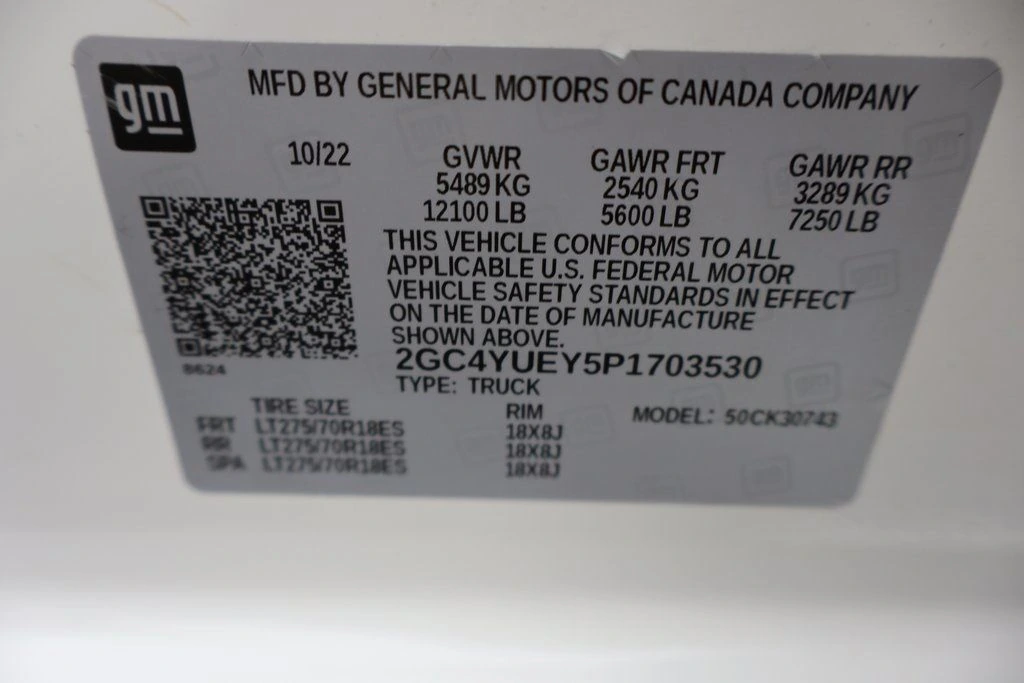 gm
MFD BY GENERAL MOTORS OF CANADA COMPANY
10/22 GVWR GAWR FRT GAWR RR
5489 KG 2540 KG 3289 KG
12100 LB 5600 LB 7250 LB
THIS VEHICLE CONFORMS TO ALL
APPLICABLE U.S. FEDERAL MOTOR
VEHICLE SAFETY STANDARDS IN EFFECT
ON THE DATE OF MANUFACTURE
SHOWN ABOVE.
2GC4YUEY5P1703530
8624
TYPE: TRUCK
TIRE SIZE RIM MODEL: 50CK30743
FRT LT275/70R18ES 18X8J
RR LT275/70R18ES 18X8J
SPA LT275/70R18ES 18X8J